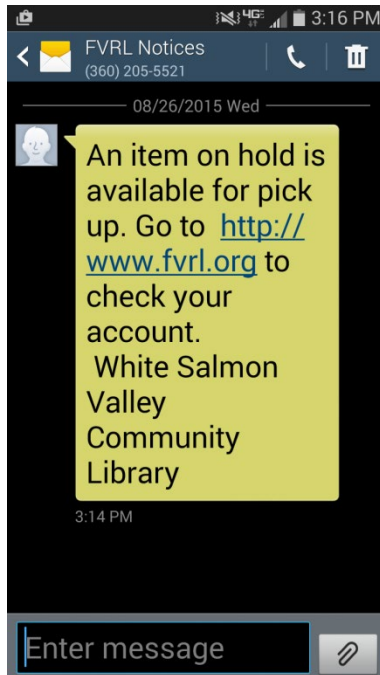 4G 3:16 PM
FVRL Notices
(360) 205-5521
08/26/2015 Wed
An item on hold is
available for pick
up. Go to http://
www.fvrl.org to
check your
account.
White Salmon
Valley
Community
Library
3:14 PM
Enter message